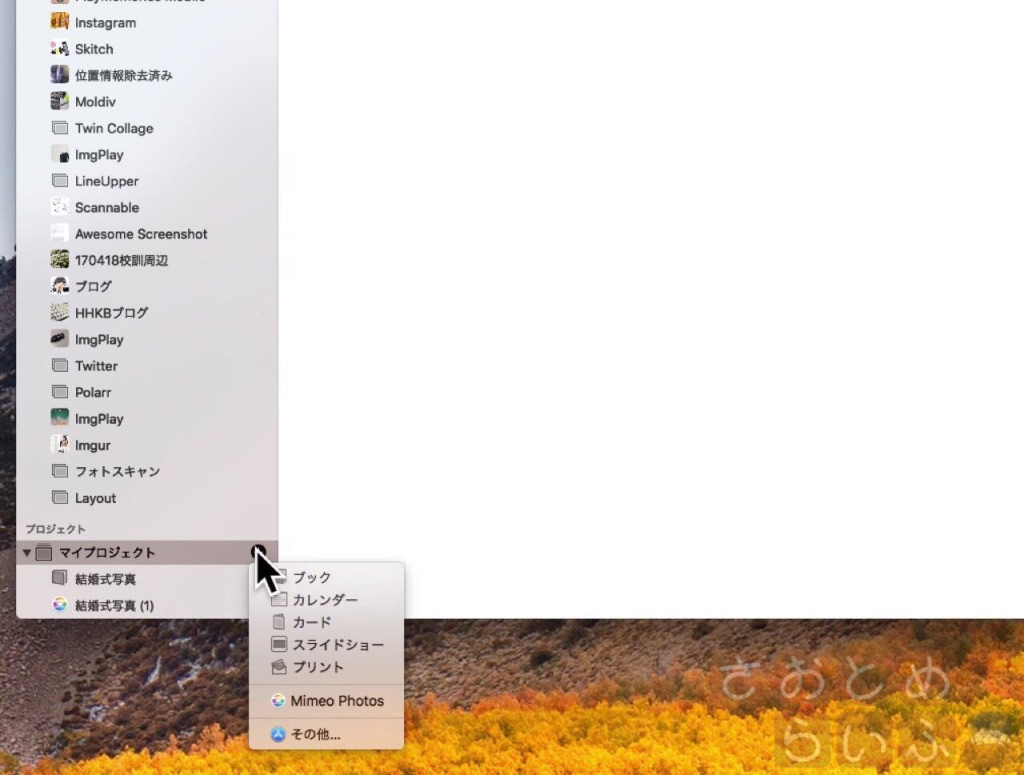 PlayMemories Mobile
Instagram
Skitch
位置情報除去済み
Moldiv
Twin Collage
ImgPlay
LineUpper
Scannable
Awesome Screenshot
170418校訓周辺
ブログ
HHKBブログ
ImgPlay
Twitter
Polarr
ImgPlay
Imgur
フォトスキャン
Layout
プロジェクト
マイプロジェクト
結婚式写真
結婚式写真 (1)
ブック
カレンダー
カード
スライドショー
プリント
Mimeo Photos
その他...
さおとめ
らいふ